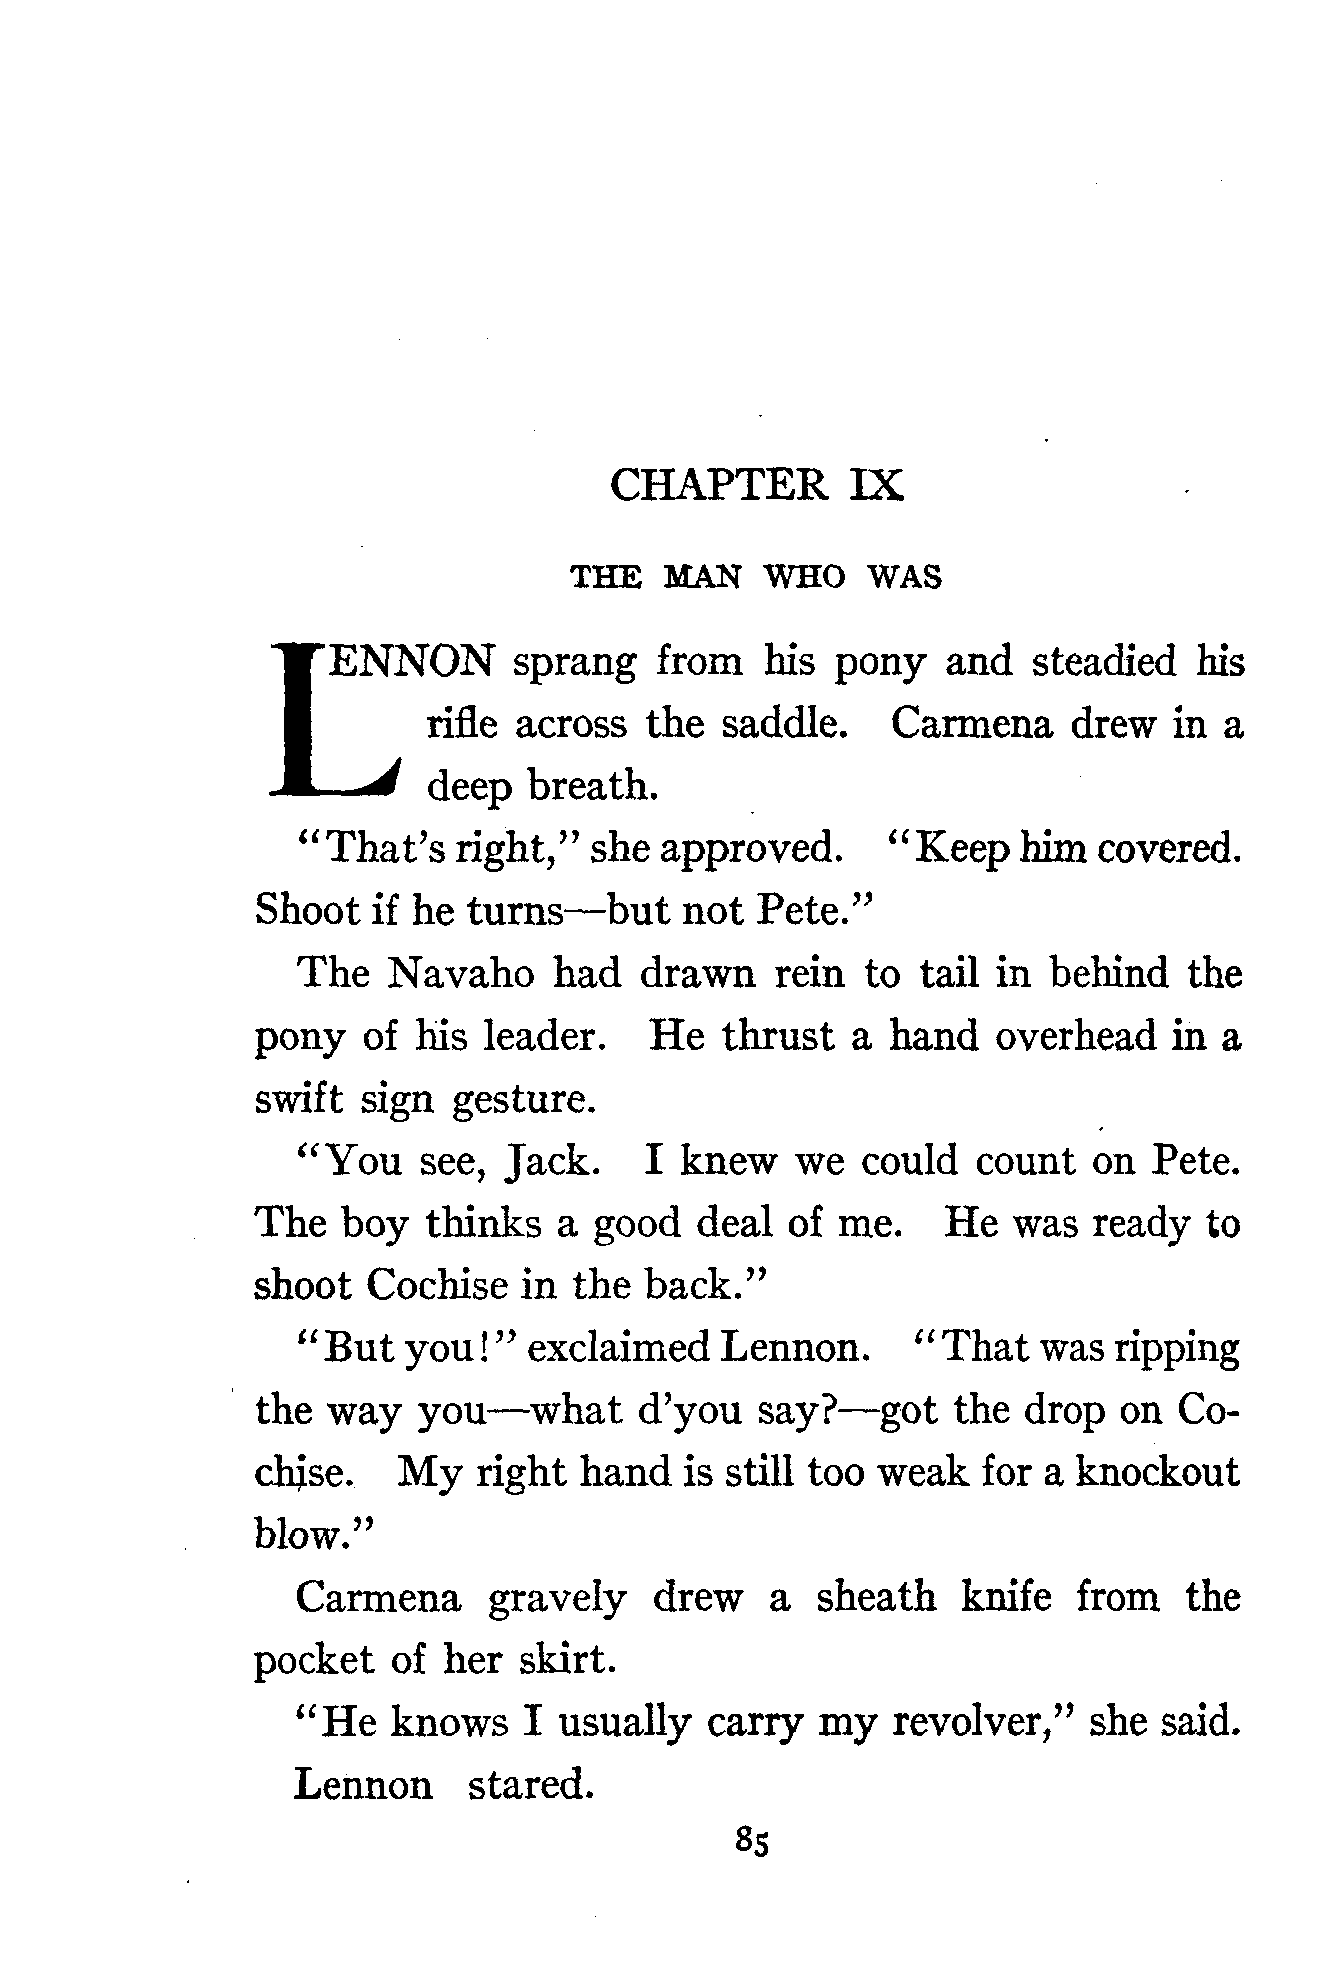 CHAPTER IX
THE MAN WHO WAS
LENNON sprang from his pony and steadied his
rifle across the saddle. Carmena drew in a
deep breath.
“That’s right,” she approved. “Keep him covered.
Shoot if he turns—but not Pete.”
The Navaho had drawn rein to tail in behind the
pony of his leader. He thrust a hand overhead in a
swift sign gesture.
“You see, Jack. I knew we could count on Pete.
The boy thinks a good deal of me. He was ready to
shoot Cochise in the back.”
“But you!” exclaimed Lennon. “That was ripping
the way you—what d’you say?—got the drop on Co-
chise. My right hand is still too weak for a knockout
blow.”
Carmena gravely drew a sheath knife from the
pocket of her skirt.
“He knows I usually carry my revolver,” she said.
Lennon stared.
85